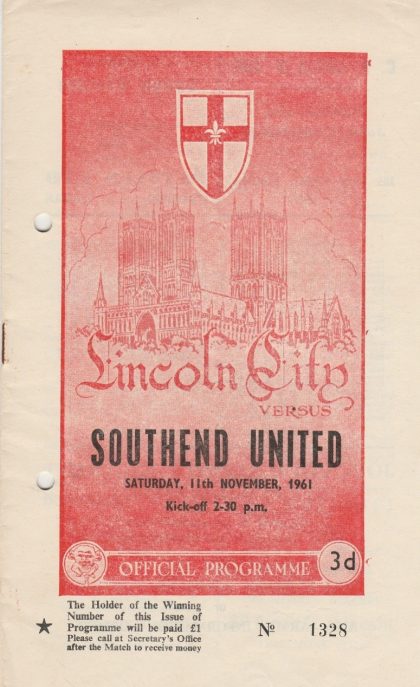 Lincoln City
VERSUS
SOUTHEND UNITED
SATURDAY, 11th NOVEMBER, 1961
Kick-off 2-30 p.m.
OFFICIAL PROGRAMME
3d
The Holder of the Winning
Number of this Issue of
★ Programme will be paid £1
Please call at Secretary's Office
after the Match to receive money
Nº 1328